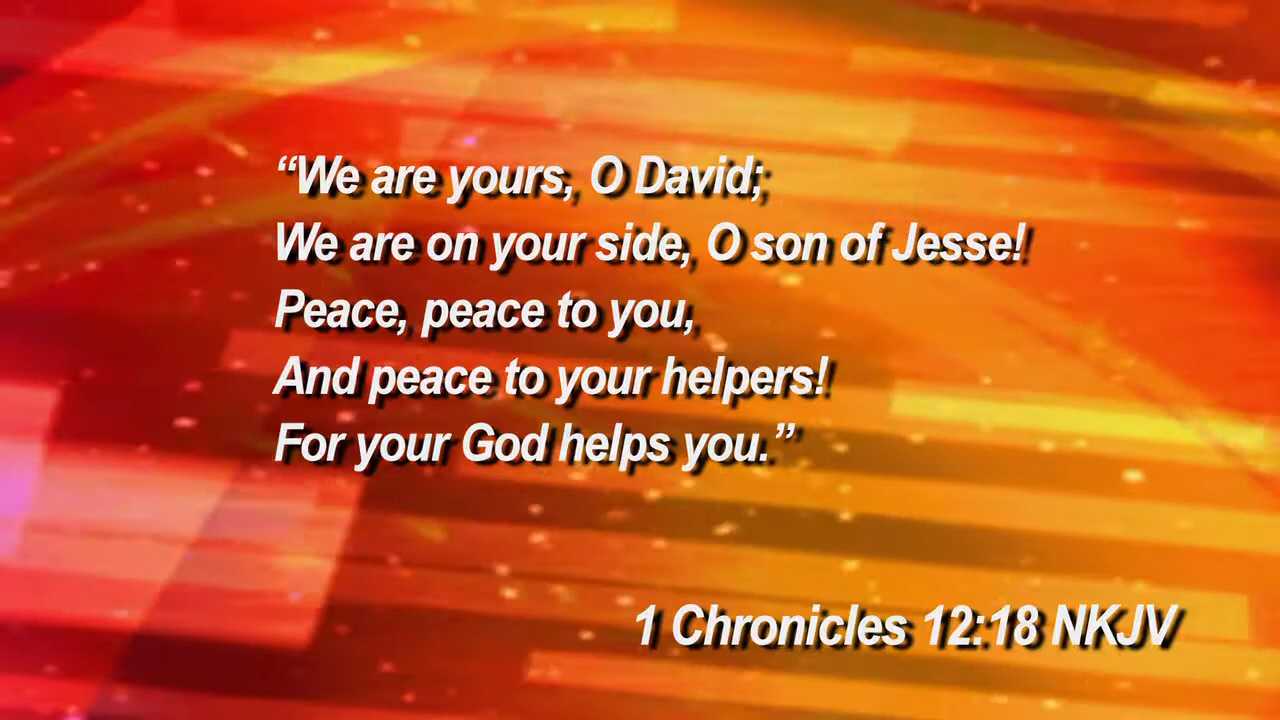 “We are yours, O David;
We are on your side, O son of Jesse!
Peace, peace to you,
And peace to your helpers!
For your God helps you.”
1 Chronicles 12:18 NKJV